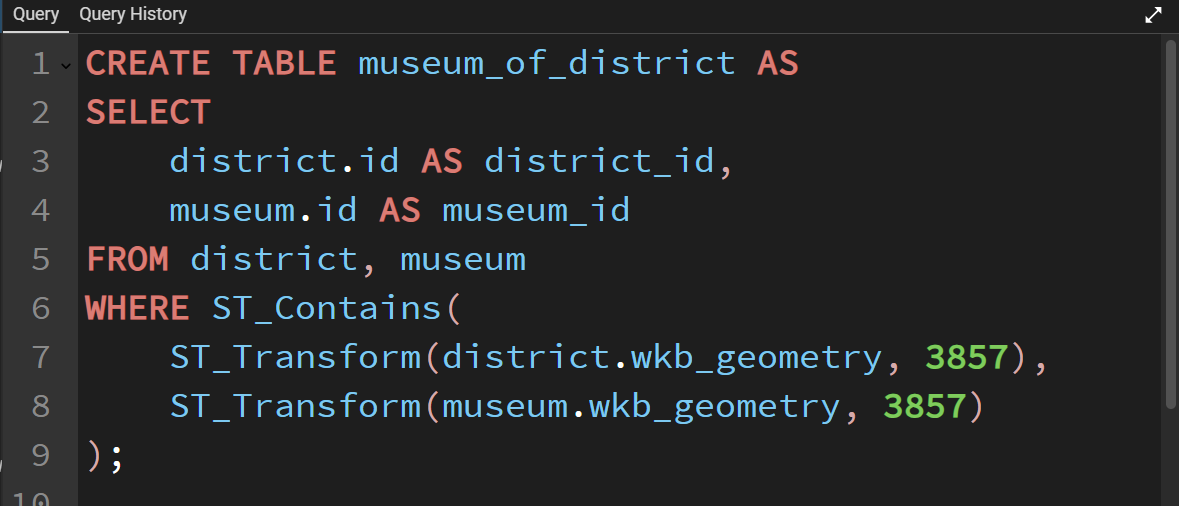 Query Query History
1 CREATE TABLE museum_of_district AS
2 SELECT
3 district.id AS district_id,
4 museum.id AS museum_id
5 FROM district, museum
6 WHERE ST_Contains(
7 ST_Transform(district.wkb_geometry, 3857),
8 ST_Transform(museum.wkb_geometry, 3857)
9 );
10